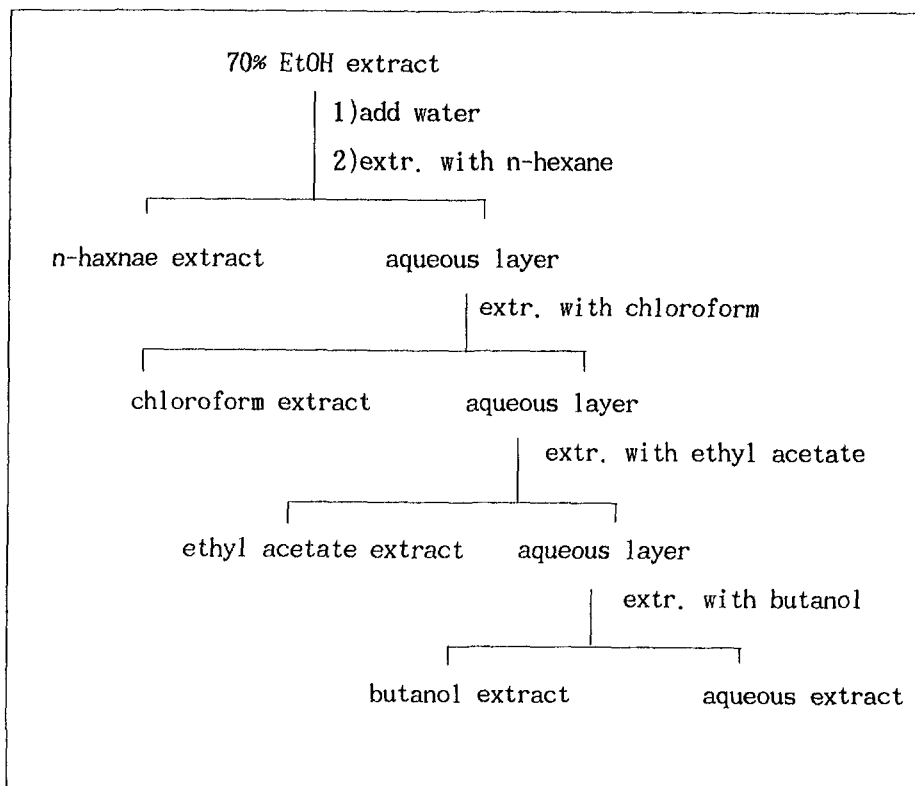 70% EtOH extract
1)add water
2)extr. with n-hexane
n-haxnae extract aqueous layer
extr. with chloroform
chloroform extract aqueous layer
extr. with ethyl acetate
ethyl acetate extract aqueous layer
extr. with butanol
butanol extract aqueous extract